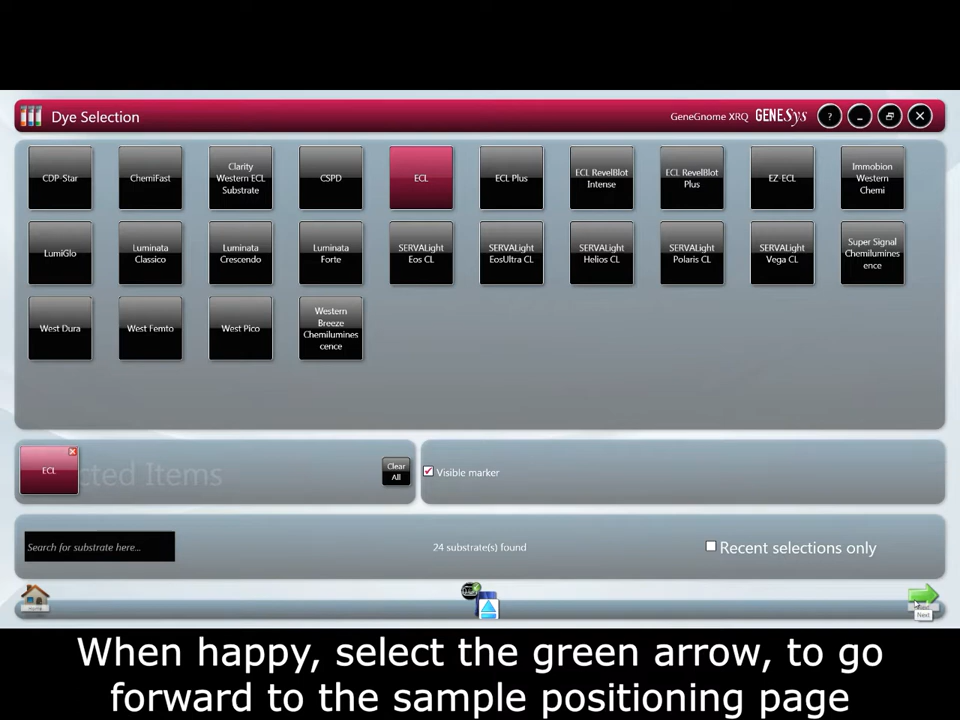 Dye Selection
GeneGnome XRQ GENESys ?
CDP-Star
ChemiFast
Clarity
Western ECL
Substrate
CSPD
ECL
ECL Plus
ECL RevelBlot
Intense
ECL RevelBlot
Plus
EZ-ECL
Immobion
Western
Chemi
LumiGlo
Luminata
Classico
Luminata
Crescendo
Luminata
Forte
SERVALight
Eos CL
SERVALight
EosUltra CL
SERVALight
Helios CL
SERVALight
Polaris CL
SERVALight
Vega CL
Super Signal
Chemilumines
ence
West Dura
West Femto
West Pico
Western
Breeze
Chemilumines
cence
ECL
cted Items
Clear
All
Visible marker
Search for substrate here...
24 substrate(s) found
Recent selections only
Home
Next
When happy, select the green arrow, to go
forward to the sample positioning page